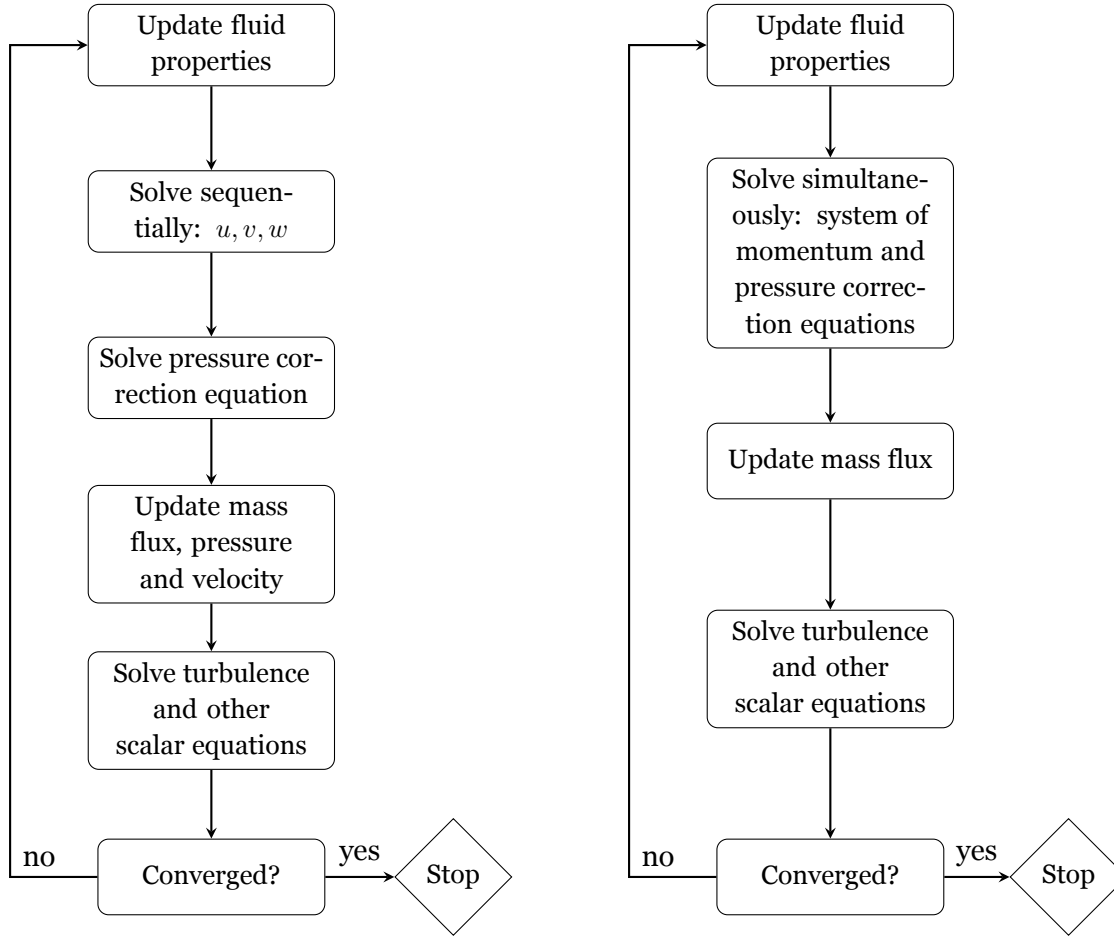 Update fluid
properties
Solve sequen-
tially: u, v, w
Solve pressure cor-
rection equation
Update mass
flux, pressure
and velocity
Solve turbulence
and other
scalar equations
no
Converged?
yes
Stop
Update fluid
properties
Solve simultane-
ously: system of
momentum and
pressure correc-
tion equations
Update mass flux
Solve turbulence
and other
scalar equations
no
Converged?
yes
Stop